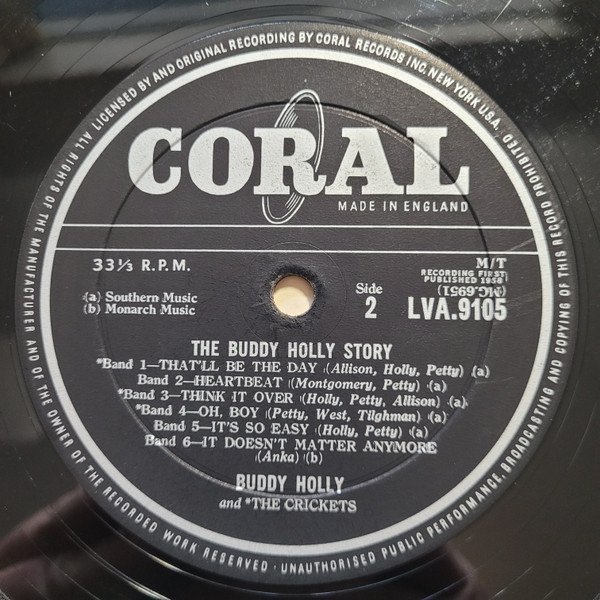 ALL RIGHTS OF THE MANUFACTURER AND OF THE OWNER OF THE RECORDED WORK RESERVED · UNAUTHORISED PUBLIC PERFORMANCE, BROADCASTING AND COPYING OF THIS RECORD PROHIBITED.
LICENSED BY AND ORIGINAL RECORDING BY CORAL RECORDS INC. NEW YORK U.S.A.
CORAL
MADE IN ENGLAND
33⅓ R.P.M.
M/T
RECORDING FIRST
PUBLISHED 1958
(MG.6951)
(a) Southern Music
(b) Monarch Music
Side
2
LVA.9105
THE BUDDY HOLLY STORY
*Band 1—THAT'LL BE THE DAY (Allison, Holly, Petty) (a)
Band 2—HEARTBEAT (Montgomery, Petty) (a)
*Band 3—THINK IT OVER (Holly, Petty, Allison) (a)
*Band 4—OH, BOY (Petty, West, Tilghman) (a)
Band 5—IT'S SO EASY (Holly, Petty) (a)
Band 6—IT DOESN'T MATTER ANYMORE
(Anka) (b)
BUDDY HOLLY
and *THE CRICKETS